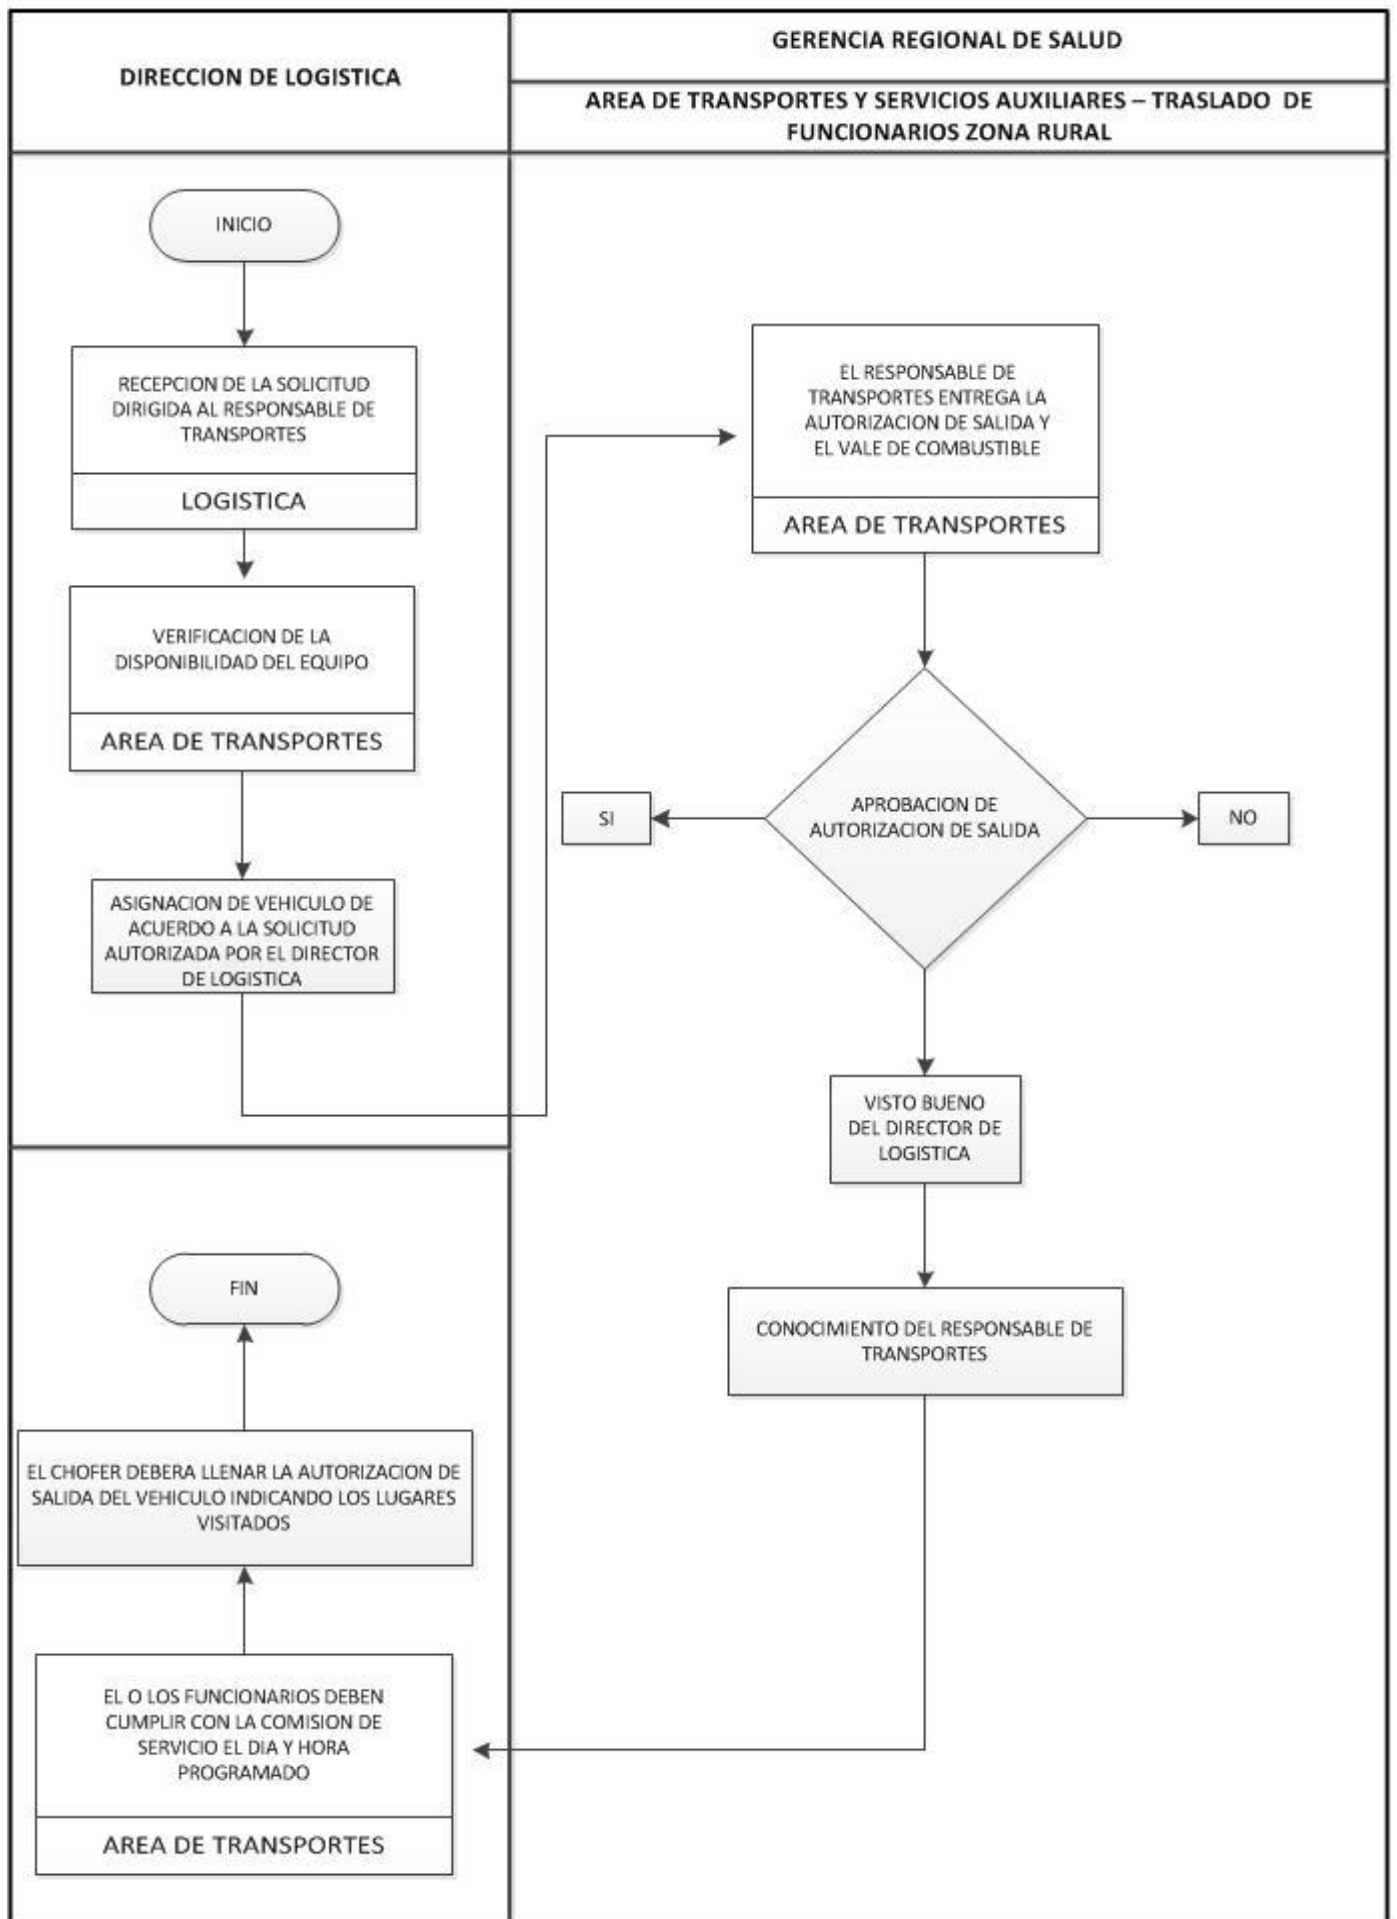 DIRECCION DE LOGISTICA
GERENCIA REGIONAL DE SALUD
AREA DE TRANSPORTES Y SERVICIOS AUXILIARES – TRASLADO DE
FUNCIONARIOS ZONA RURAL
INICIO
RECEPCION DE LA SOLICITUD
DIRIGIDA AL RESPONSABLE DE
TRANSPORTES
LOGISTICA
VERIFICACION DE LA
DISPONIBILIDAD DEL EQUIPO
AREA DE TRANSPORTES
ASIGNACION DE VEHICULO DE
ACUERDO A LA SOLICITUD
AUTORIZADA POR EL DIRECTOR
DE LOGISTICA
EL RESPONSABLE DE
TRANSPORTES ENTREGA LA
AUTORIZACION DE SALIDA Y
EL VALE DE COMBUSTIBLE
AREA DE TRANSPORTES
APROBACION DE
AUTORIZACION DE SALIDA
SI
NO
VISTO BUENO
DEL DIRECTOR DE
LOGISTICA
CONOCIMIENTO DEL RESPONSABLE DE
TRANSPORTES
FIN
EL CHOFER DEBERA LLENAR LA AUTORIZACION DE
SALIDA DEL VEHICULO INDICANDO LOS LUGARES
VISITADOS
EL O LOS FUNCIONARIOS DEBEN
CUMPLIR CON LA COMISION DE
SERVICIO EL DIA Y HORA
PROGRAMADO
AREA DE TRANSPORTES